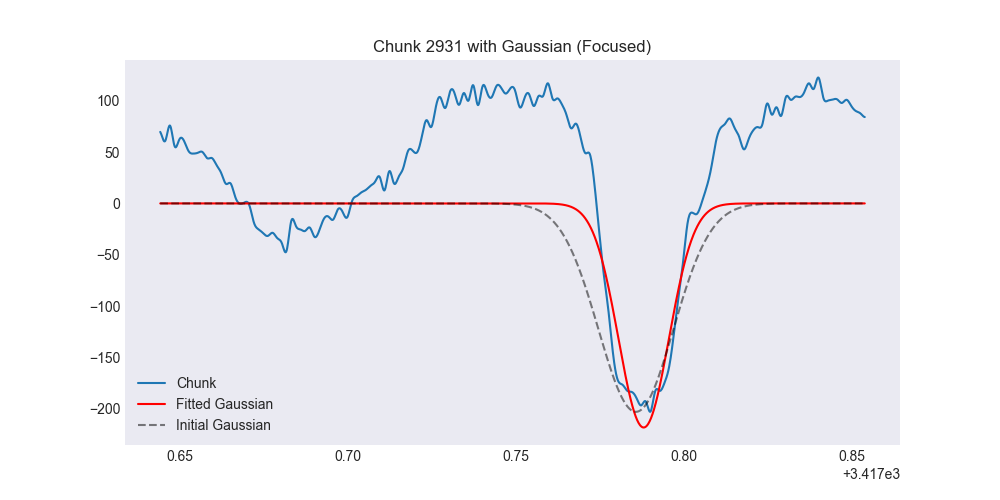 Chunk 2931 with Gaussian (Focused)
100
50
0
−50
−100
−150
−200
Chunk
Fitted Gaussian
Initial Gaussian
0.65 0.70 0.75 0.80 0.85
+3.417e3